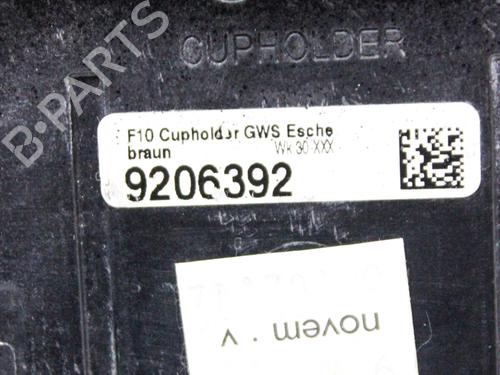 B-PARTS
CUPHOLDER
F10 Cupholder GWS Esche
braun Wk 30-XXX
9206392
novem